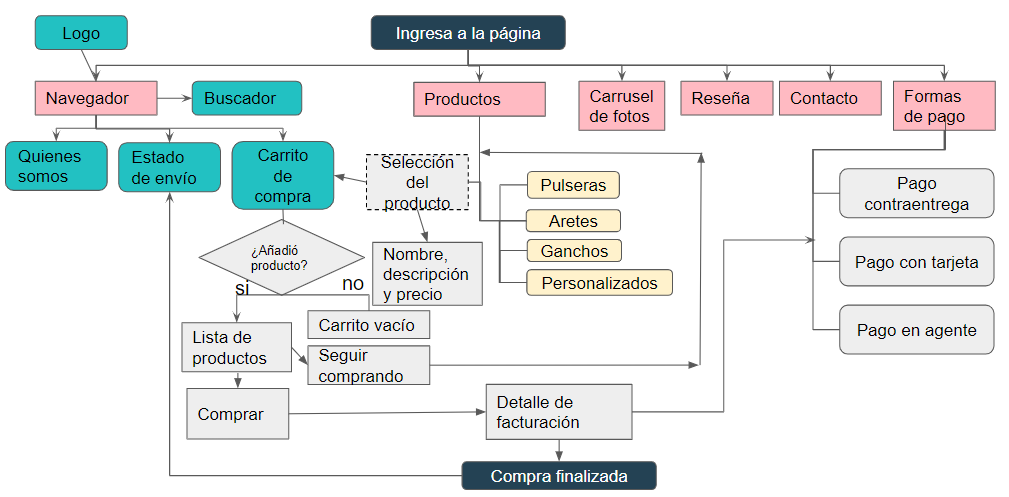 Logo
Ingresa a la página
Navegador
Buscador
Productos
Carrusel
de fotos
Reseña
Contacto
Formas
de pago
Quienes
somos
Estado
de envío
Carrito
de
compra
Selección
del
producto
Pulseras
Aretes
Ganchos
Personalizados
Pago
contraentrega
Pago con tarjeta
Pago en agente
¿Añadió
producto?
si
no
Nombre,
descripción
y precio
Carrito vacío
Lista de
productos
Seguir
comprando
Comprar
Detalle de
facturación
Compra finalizada